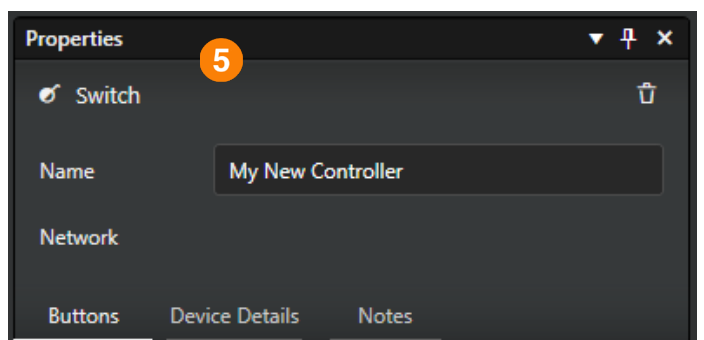 Properties
5
Switch
Name My New Controller
Network
Buttons Device Details Notes